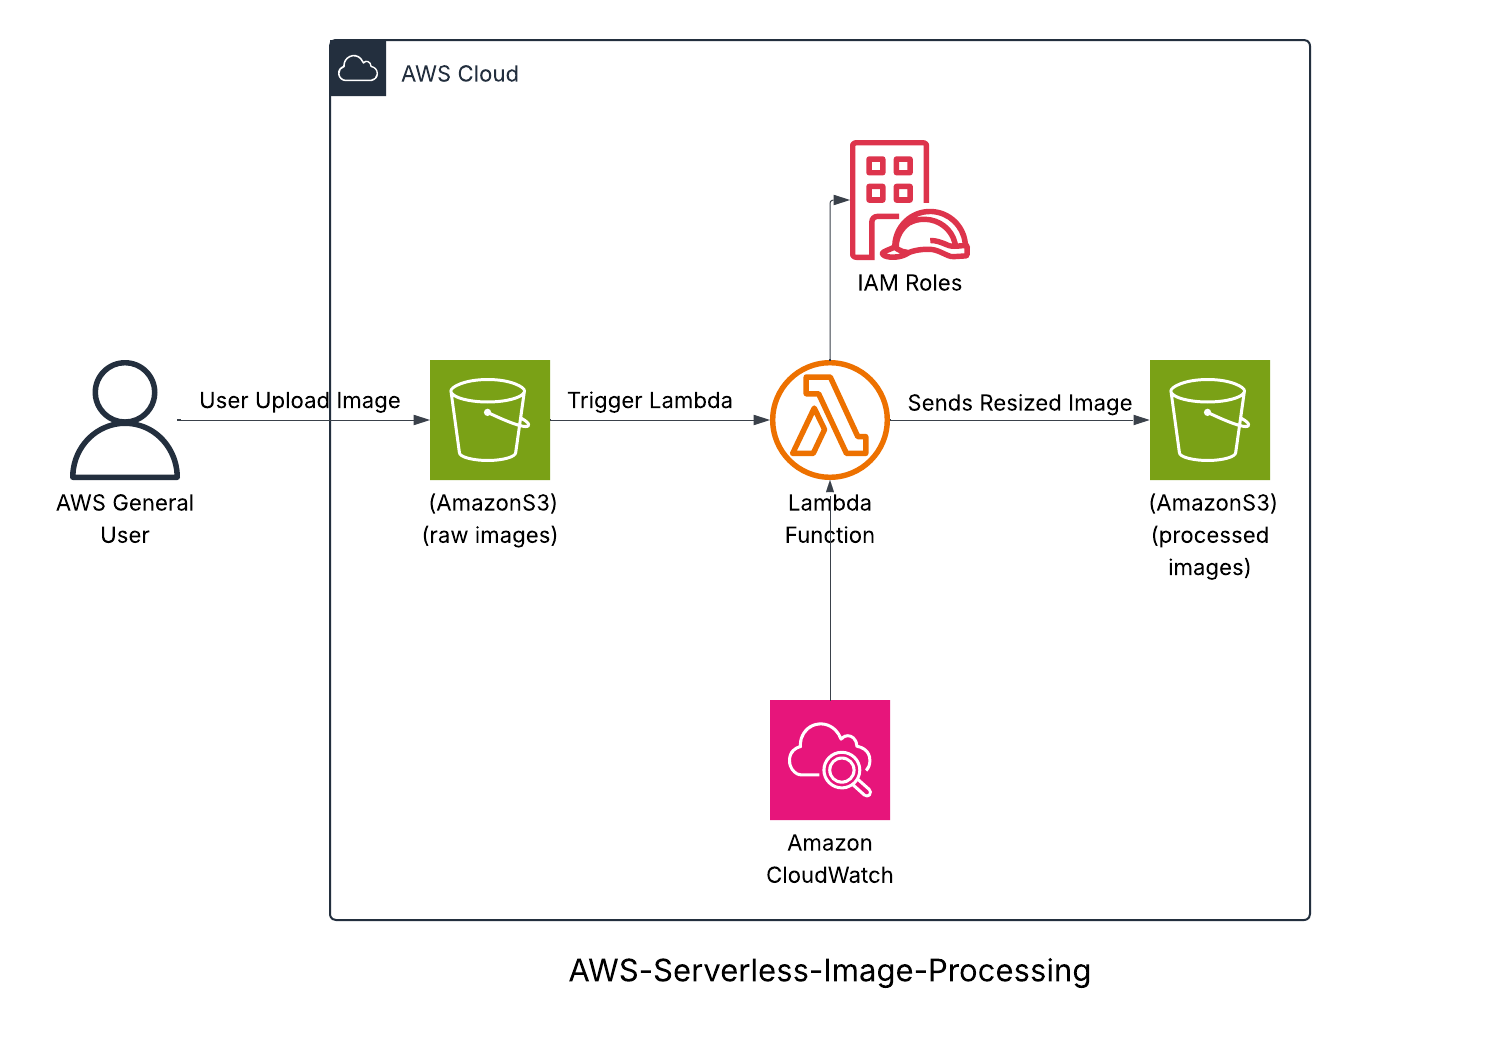 AWS Cloud
IAM Roles
User Upload Image
Trigger Lambda
Sends Resized Image
AWS General
User
(AmazonS3)
(raw images)
Lambda
Function
(AmazonS3)
(processed
images)
Amazon
CloudWatch
AWS-Serverless-Image-Processing